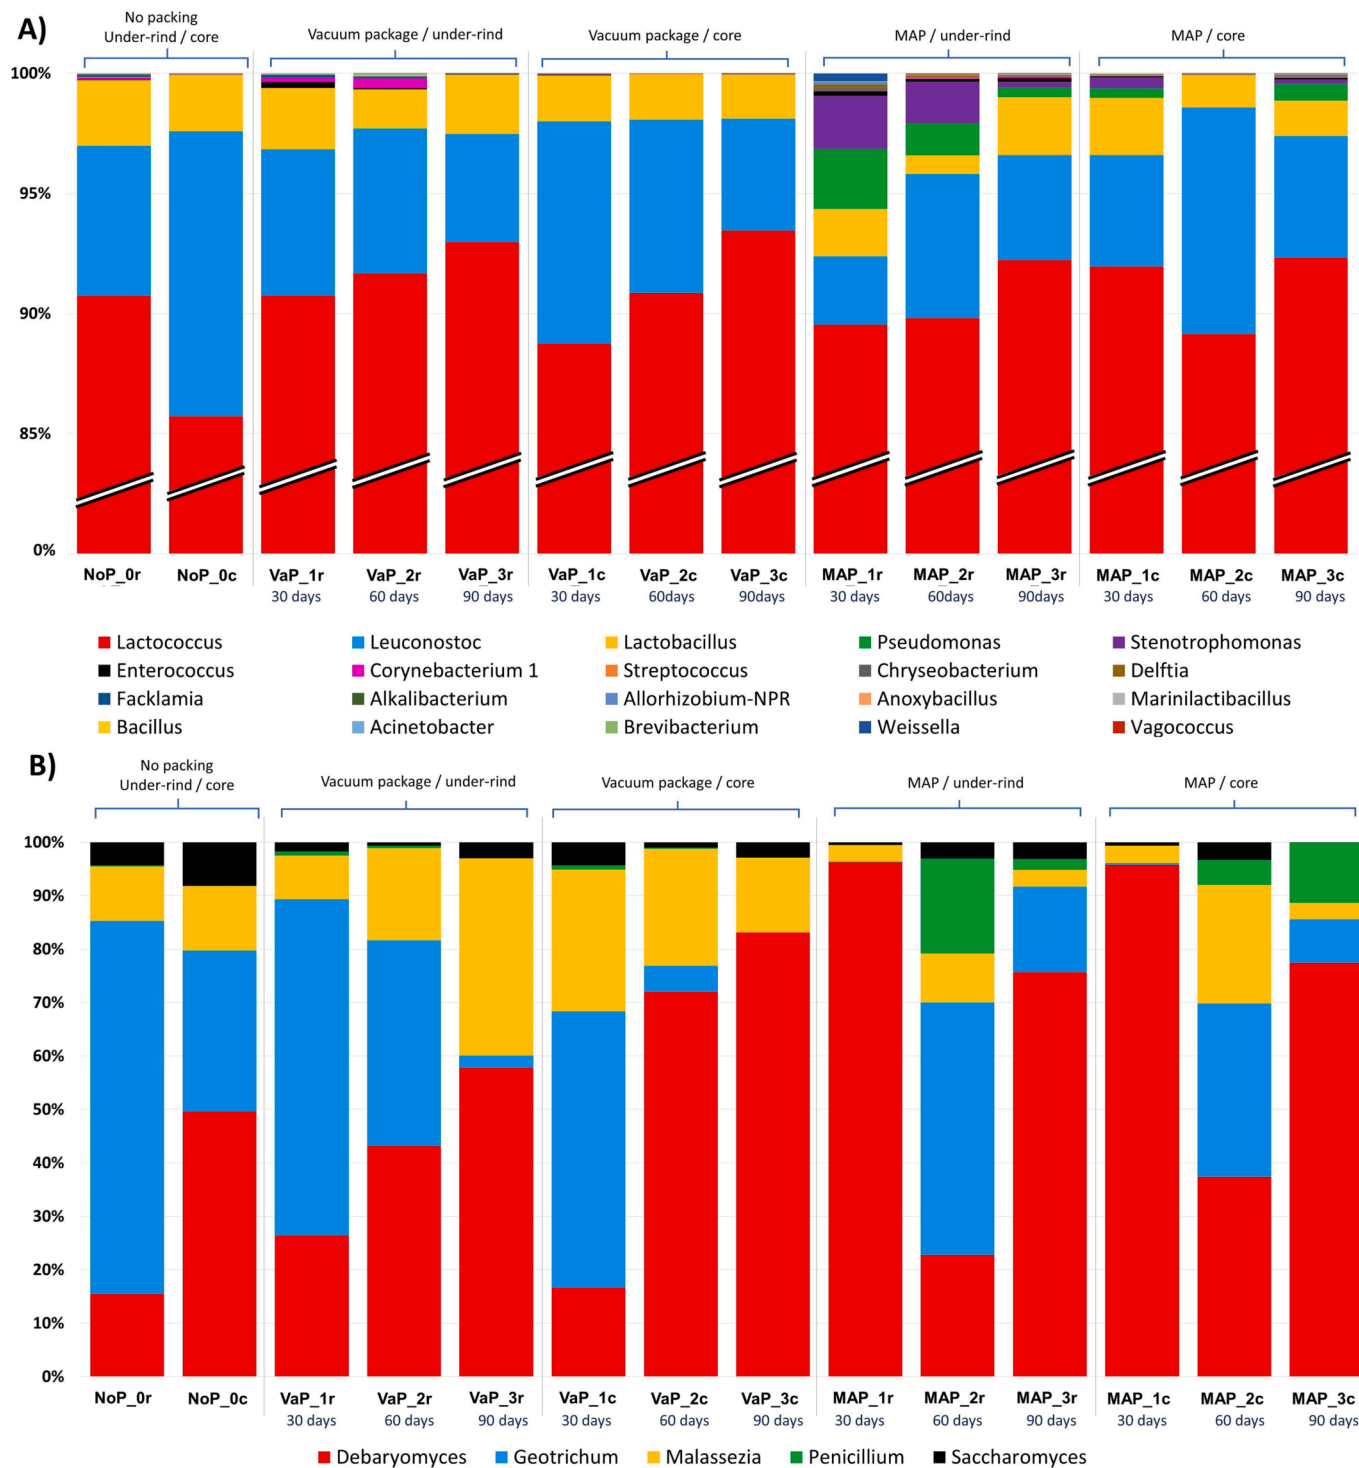 A)
No packing
Under-rind / core
Vacuum package / under-rind
Vacuum package / core
MAP / under-rind
MAP / core
100%
95%
90%
85%
0%
NoP_0r NoP_0c VaP_1r VaP_2r VaP_3r VaP_1c VaP_2c VaP_3c MAP_1r MAP_2r MAP_3r MAP_1c MAP_2c MAP_3c
30 days 60 days 90 days 30 days 60days 90days 30 days 60days 90days 30 days 60 days 90 days
Lactococcus Leuconostoc Lactobacillus Pseudomonas Stenotrophomonas
Enterococcus Corynebacterium 1 Streptococcus Chryseobacterium Delftia
Facklamia Alkalibacterium Allorhizobium-NPR Anoxybacillus Marinilactibacillus
Bacillus Acinetobacter Brevibacterium Weissella Vagococcus
B)
No packing
Under-rind / core
Vacuum package / under-rind
Vacuum package / core
MAP / under-rind
MAP / core
100%
90%
80%
70%
60%
50%
40%
30%
20%
10%
0%
NoP_0r NoP_0c VaP_1r VaP_2r VaP_3r VaP_1c VaP_2c VaP_3c MAP_1r MAP_2r MAP_3r MAP_1c MAP_2c MAP_3c
30 days 60 days 90 days 30 days 60 days 90 days 30 days 60 days 90 days 30 days 60 days 90 days
Debaryomyces Geotrichum Malassezia Penicillium Saccharomyces